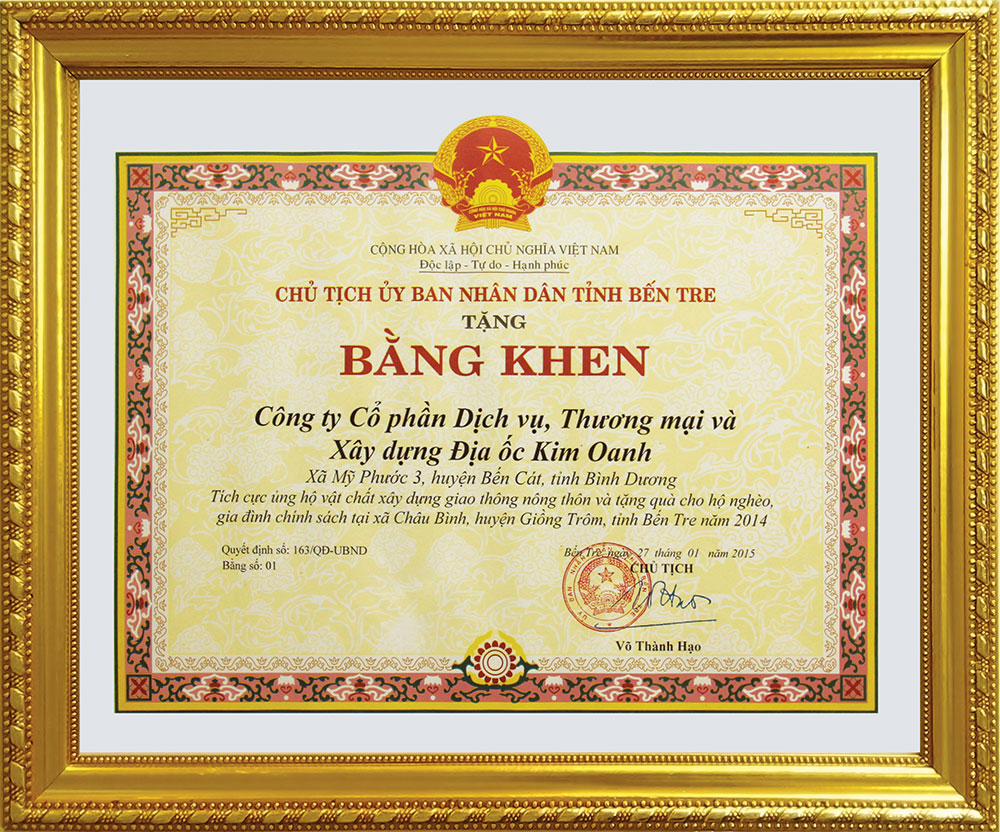 VIỆT NAM
CỘNG HÒA XÃ HỘI CHỦ NGHĨA VIỆT NAM
Độc lập - Tự do - Hạnh phúc
CHỦ TỊCH ỦY BAN NHÂN DÂN TỈNH BẾN TRE
TẶNG
BẰNG KHEN
Công ty Cổ phần Dịch vụ, Thương mại và
Xây dựng Địa ốc Kim Oanh
Xã Mỹ Phước 3, huyện Bến Cát, tỉnh Bình Dương
Tích cực ủng hộ vật chất xây dựng giao thông nông thôn và tặng quà cho hộ nghèo,
gia đình chính sách tại xã Châu Bình, huyện Giồng Trôm, tỉnh Bến Tre năm 2014
Quyết định số: 163/QĐ-UBND
Bằng số: 01
Bến Tre, ngày 27 tháng 01 năm 2015
CHỦ TỊCH
Võ Thành Hạo